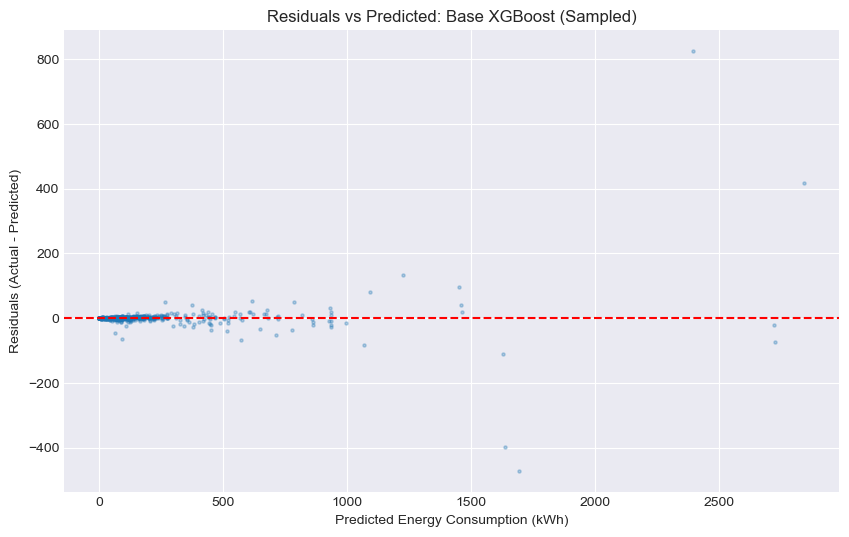 Residuals vs Predicted: Base XGBoost (Sampled)
Residuals (Actual - Predicted)
800
600
400
200
0
−200
−400
0 500 1000 1500 2000 2500
Predicted Energy Consumption (kWh)